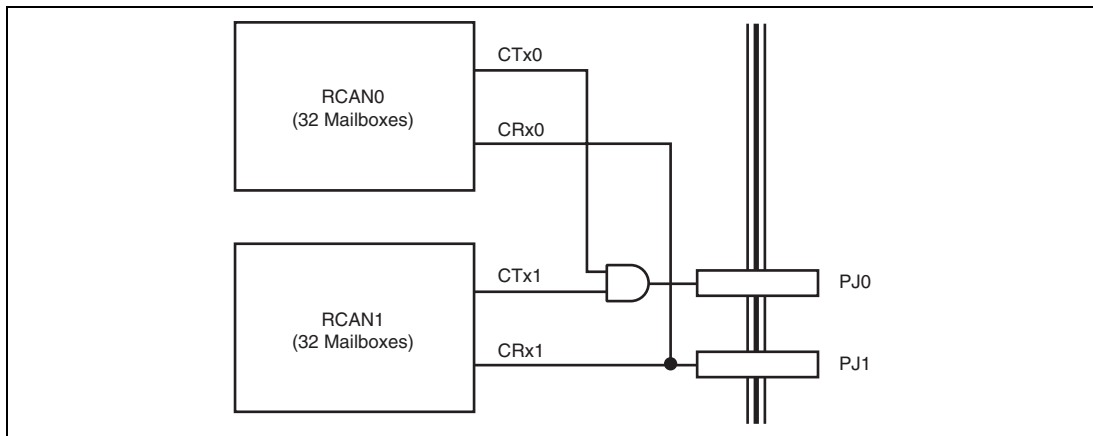 CTx0
RCAN0
(32 Mailboxes)
CRx0
CTx1
PJ0
RCAN1
(32 Mailboxes)
CRx1
PJ1